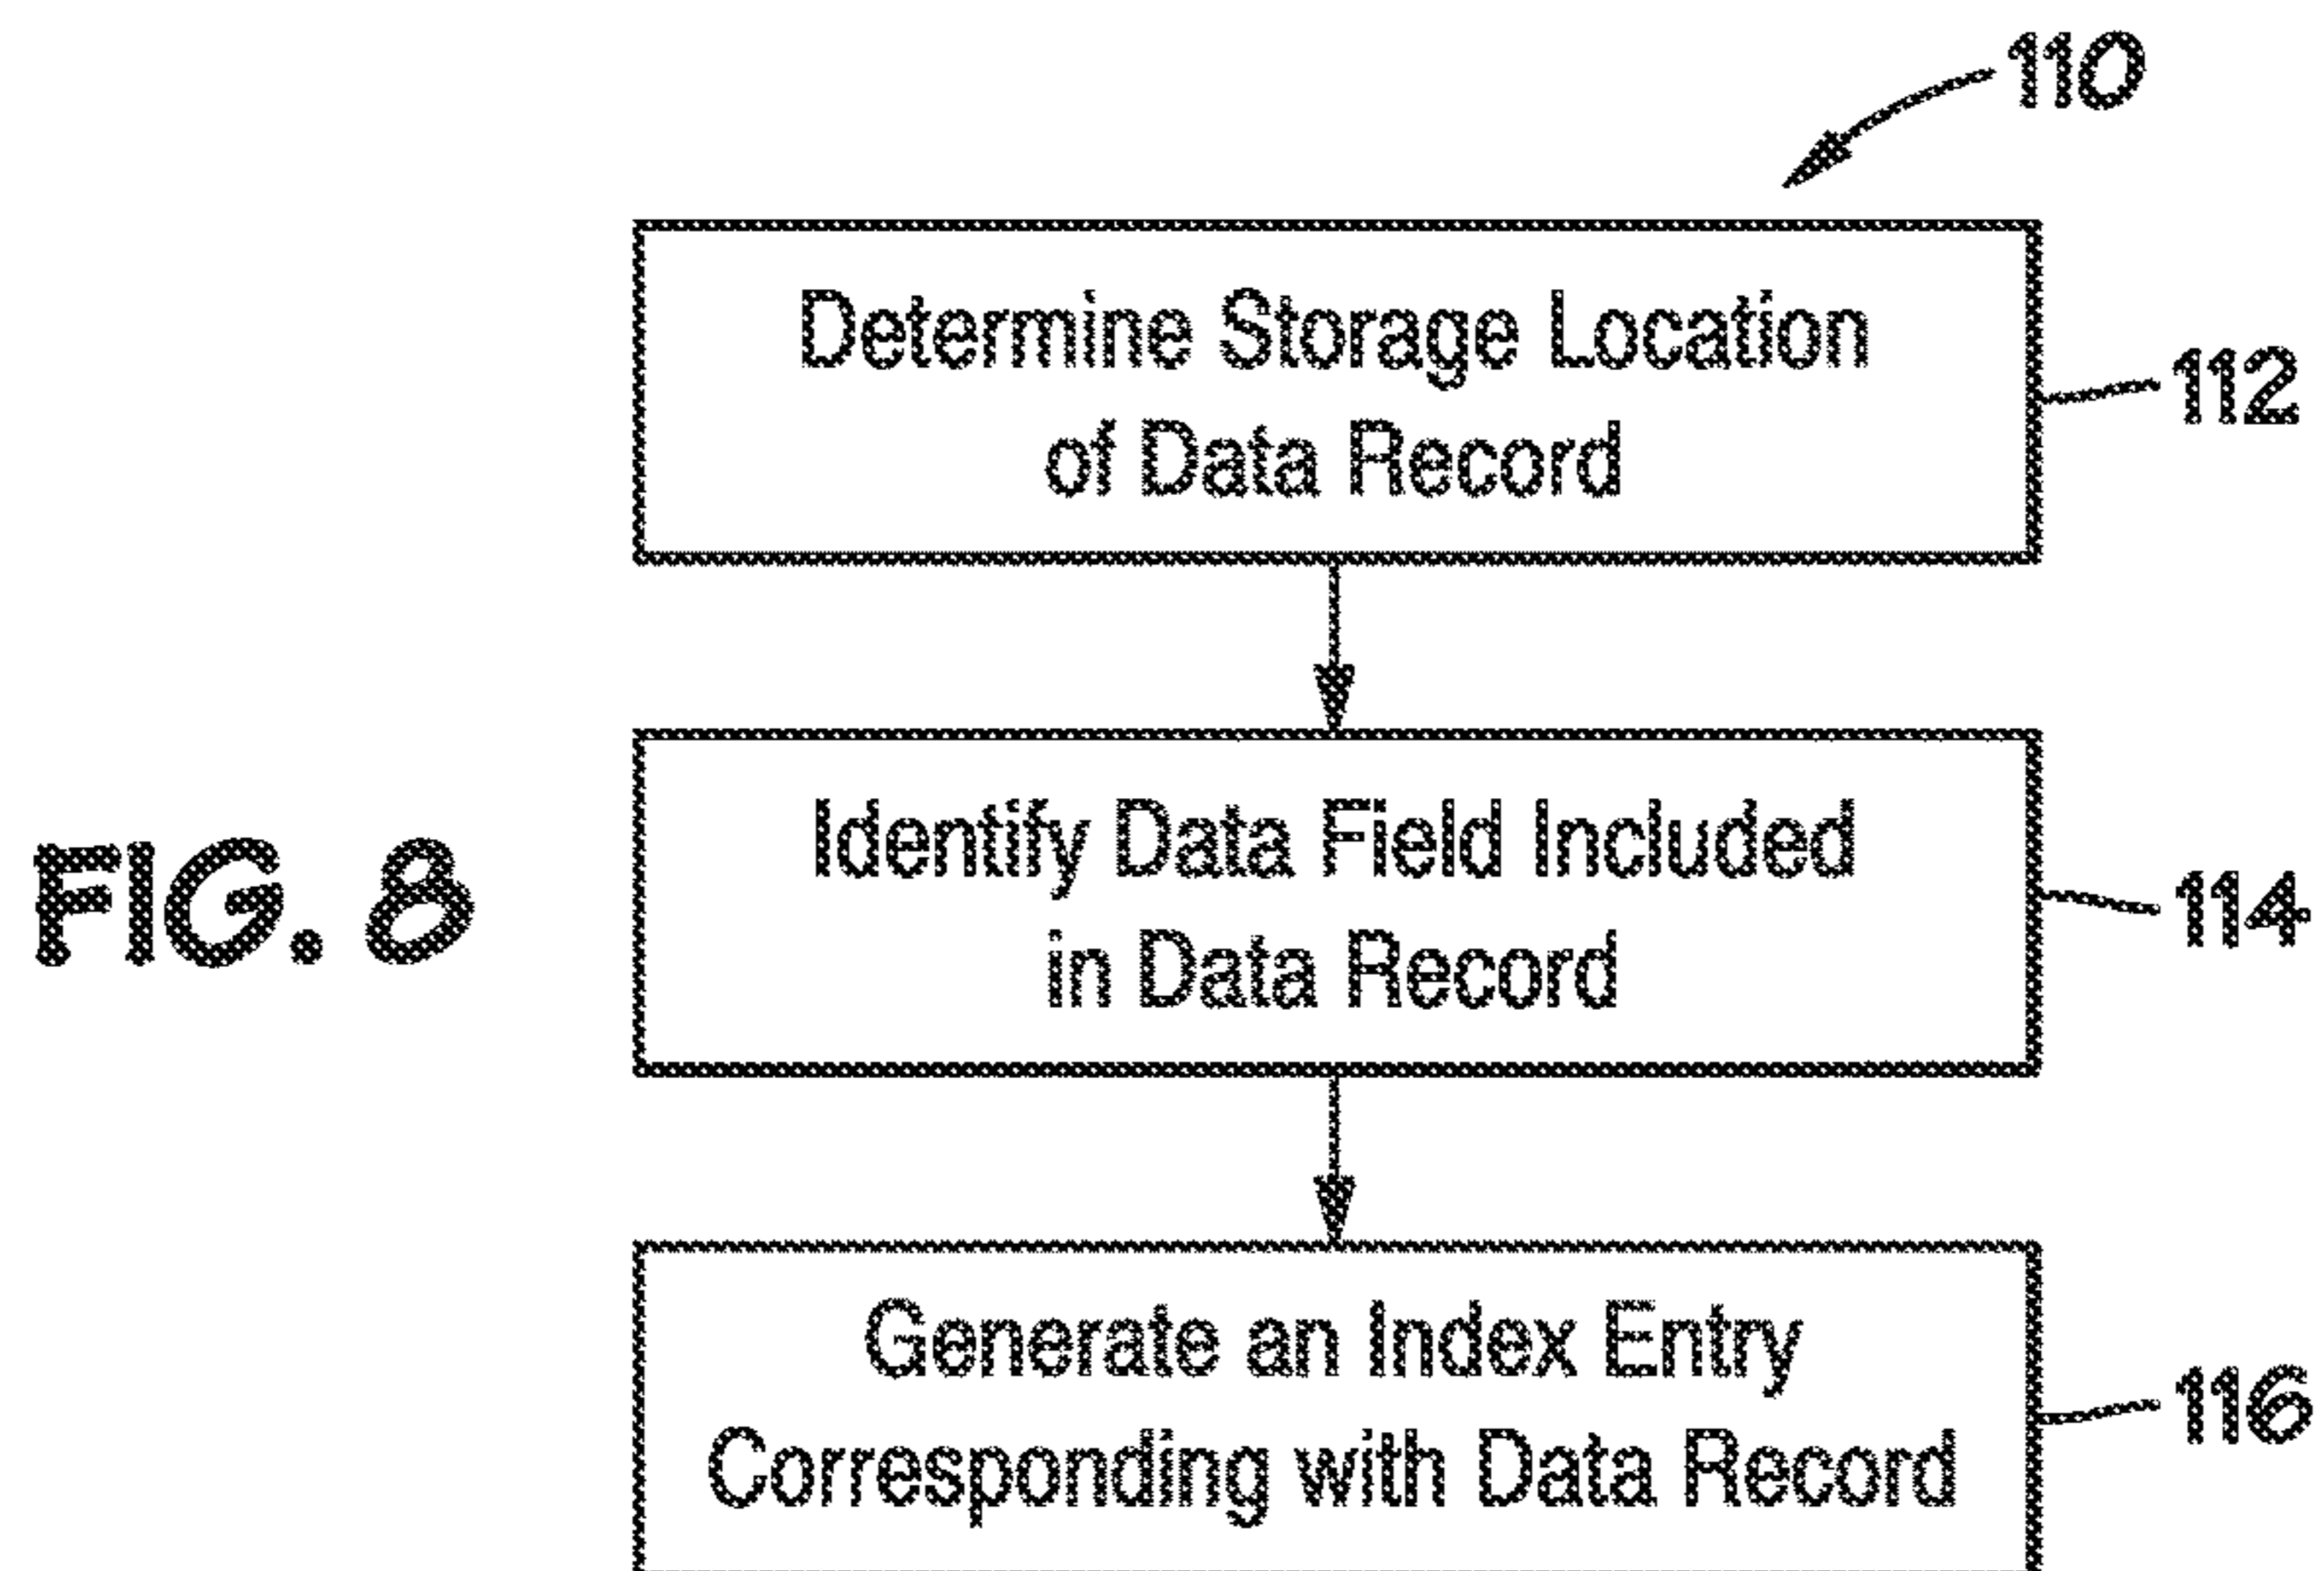 110
Determine Storage Location
of Data Record
112
Identify Data Field Included
in Data Record
114
FIG. 8
Generate an Index Entry
Corresponding with Data Record
116